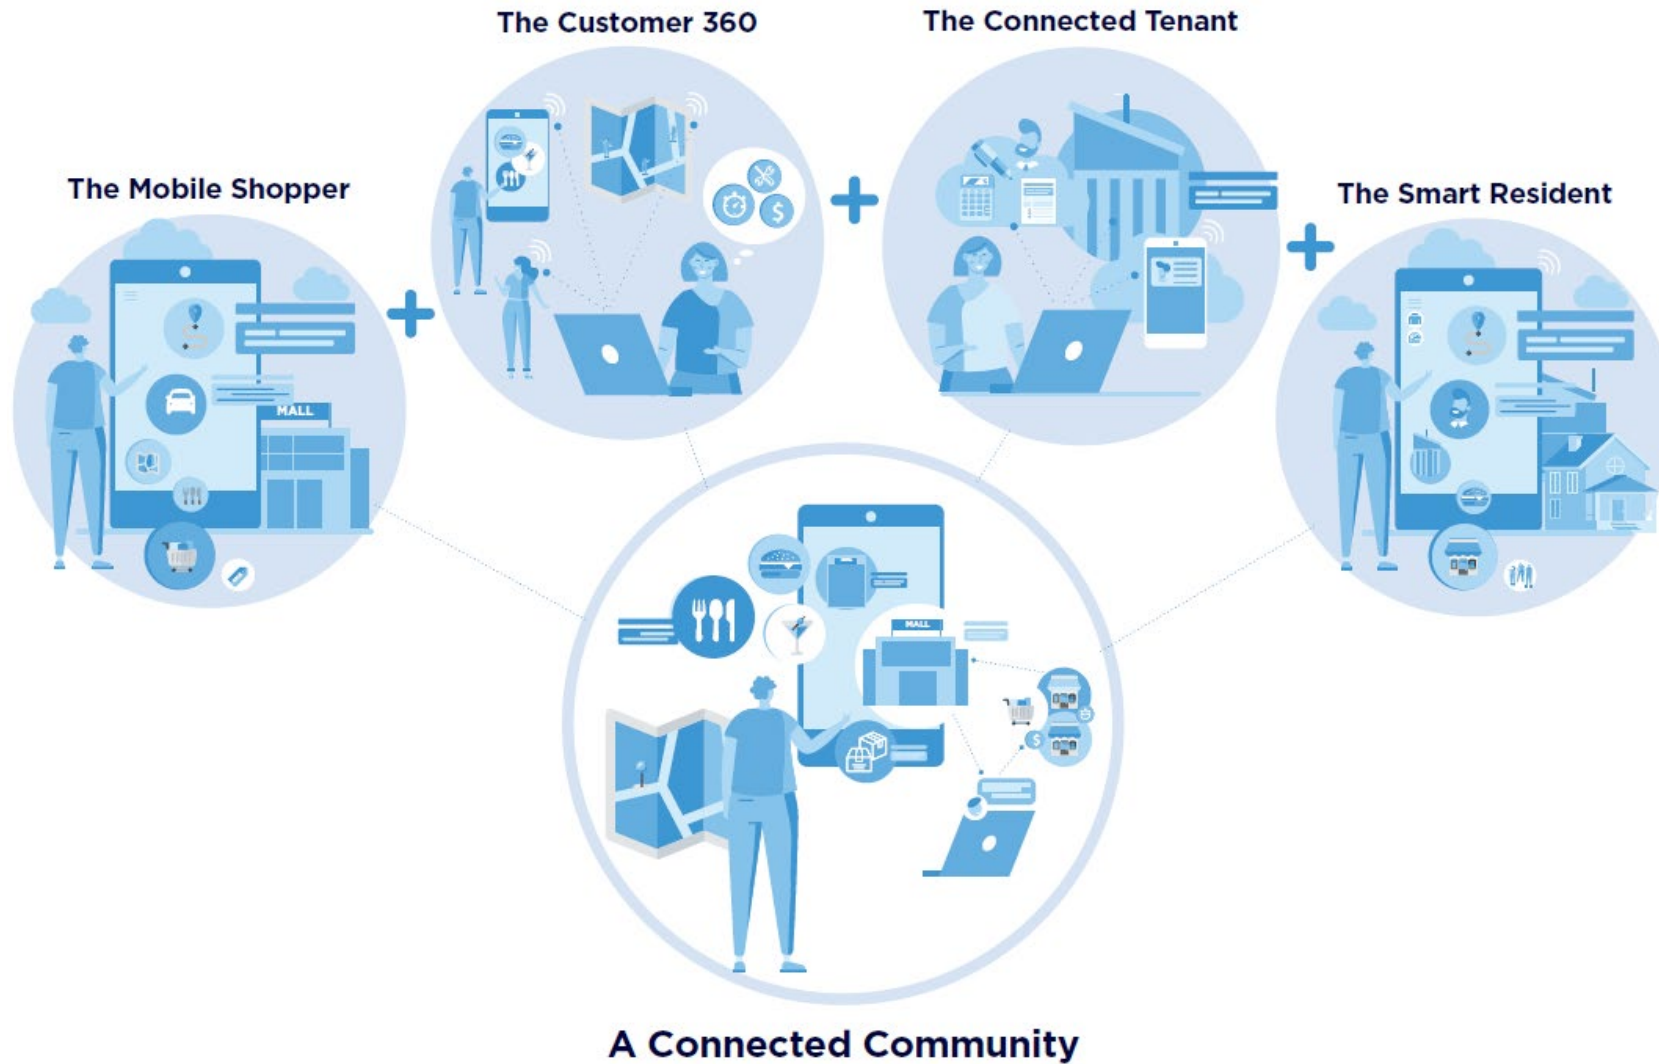 The Customer 360
The Connected Tenant
The Mobile Shopper
The Smart Resident
MALL
MALL
$
$
A Connected Community